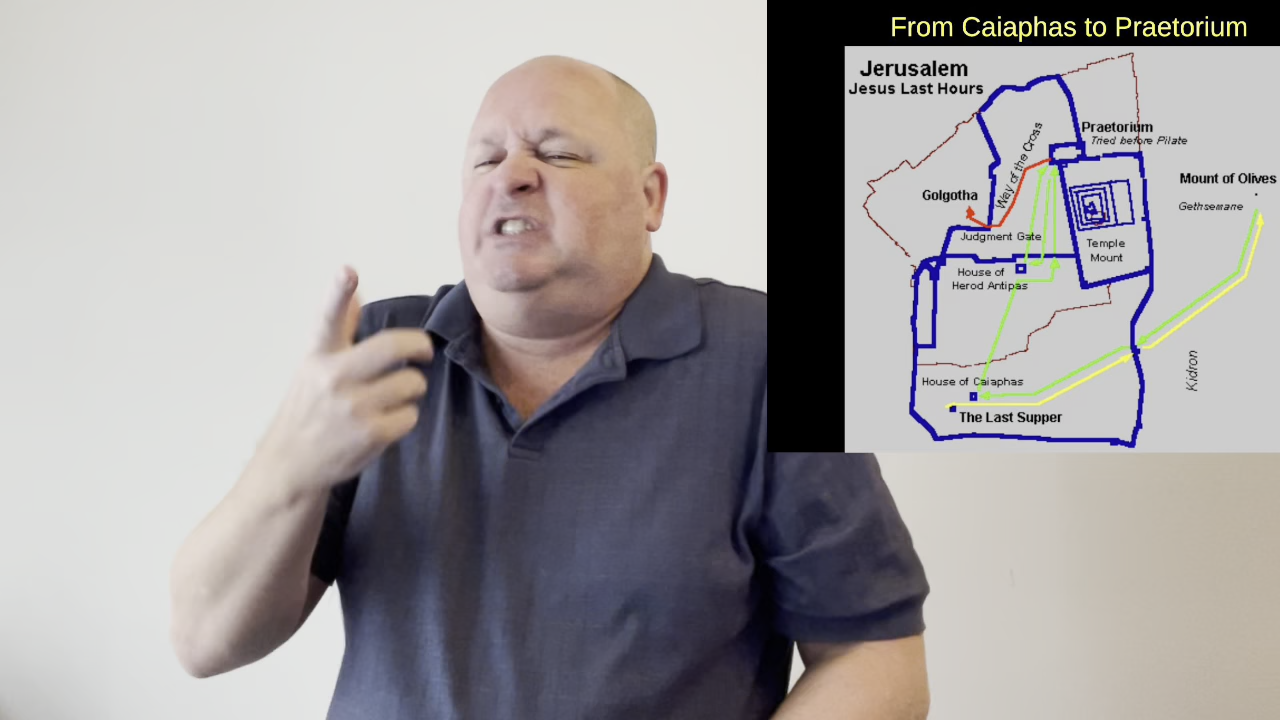 From Caiaphas to Praetorium
Jerusalem
Jesus Last Hours
Praetorium
Tried before Pilate
Way of the Cross
Mount of Olives
Golgotha
Gethsemane
Judgment Gate
Temple
Mount
House of
Herod Antipas
Kidron
House of Caiaphas
The Last Supper